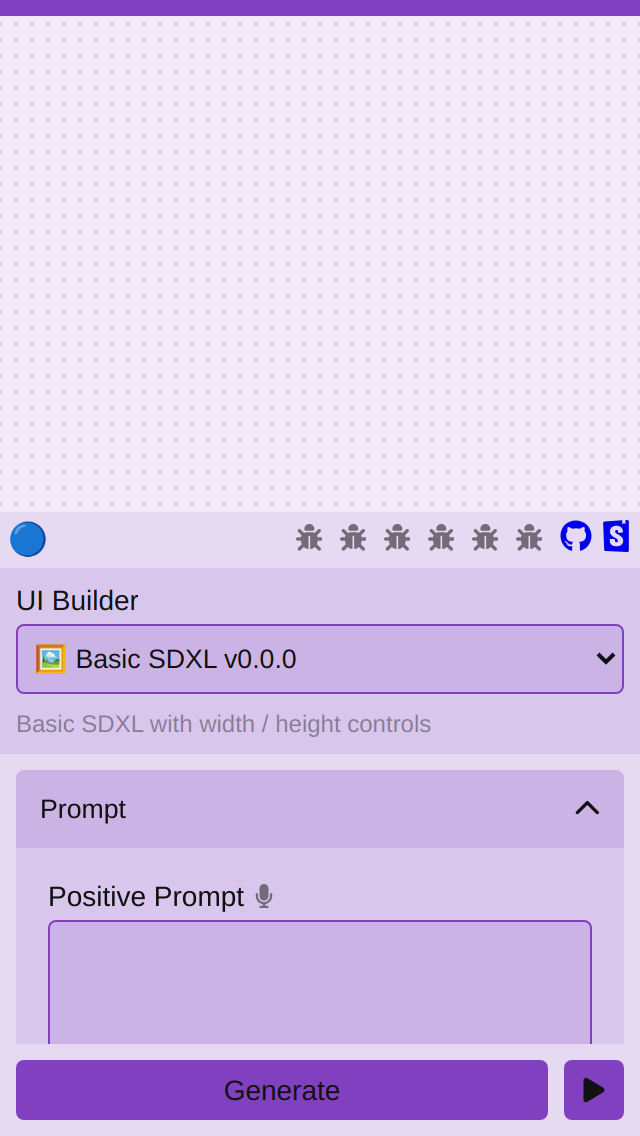 UI Builder
Basic SDXL v0.0.0
Basic SDXL with width / height controls
Prompt
Positive Prompt
Generate